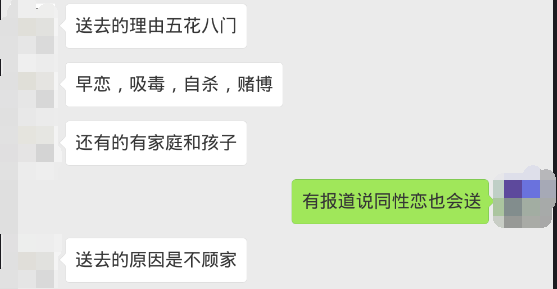 送去的理由五花八门
早恋，吸毒，自杀，赌博
还有的有家庭和孩子
有报道说同性恋也会送
送去的原因是不顾家